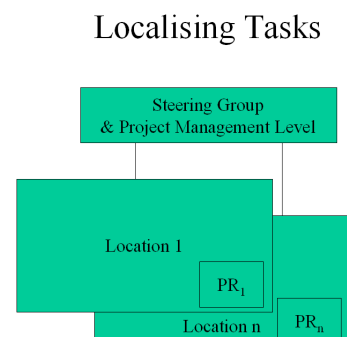 Localising Tasks
Steering Group
& Project Management Level
Location 1
PR₁
Location n
PRₙ